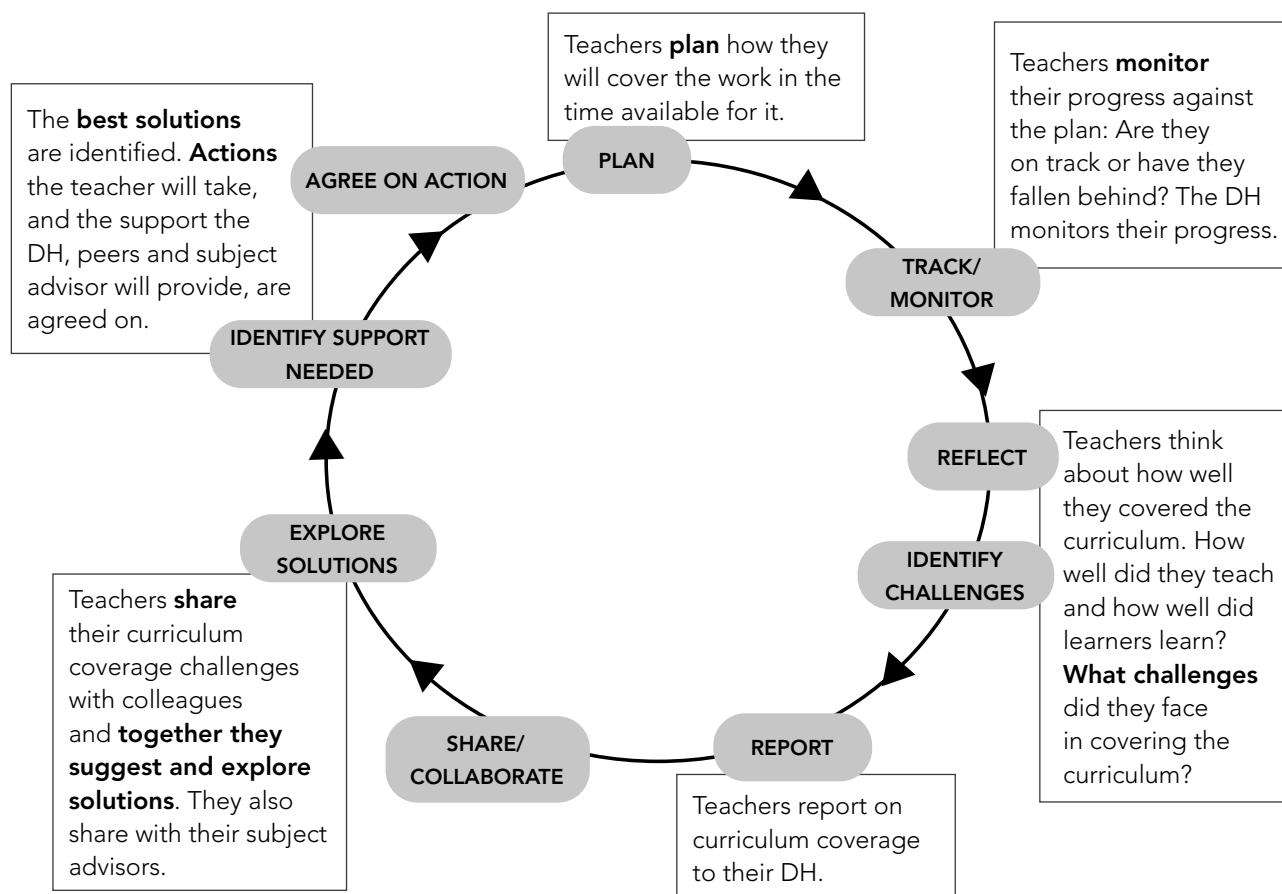 Teachers plan how they
will cover the work in the
time available for it.
PLAN
Teachers monitor
their progress against
the plan: Are they
on track or have they
fallen behind? The DH
monitors their progress.
TRACK/
MONITOR
REFLECT
IDENTIFY
CHALLENGES
Teachers think
about how well
they covered the
curriculum. How
well did they teach
and how well did
learners learn?
What challenges
did they face
in covering the
curriculum?
REPORT
Teachers report on
curriculum coverage
to their DH.
SHARE/
COLLABORATE
EXPLORE
SOLUTIONS
Teachers share
their curriculum
coverage challenges
with colleagues
and together they
suggest and explore
solutions. They also
share with their subject
advisors.
IDENTIFY SUPPORT
NEEDED
AGREE ON ACTION
The best solutions
are identified. Actions
the teacher will take,
and the support the
DH, peers and subject
advisor will provide, are
agreed on.